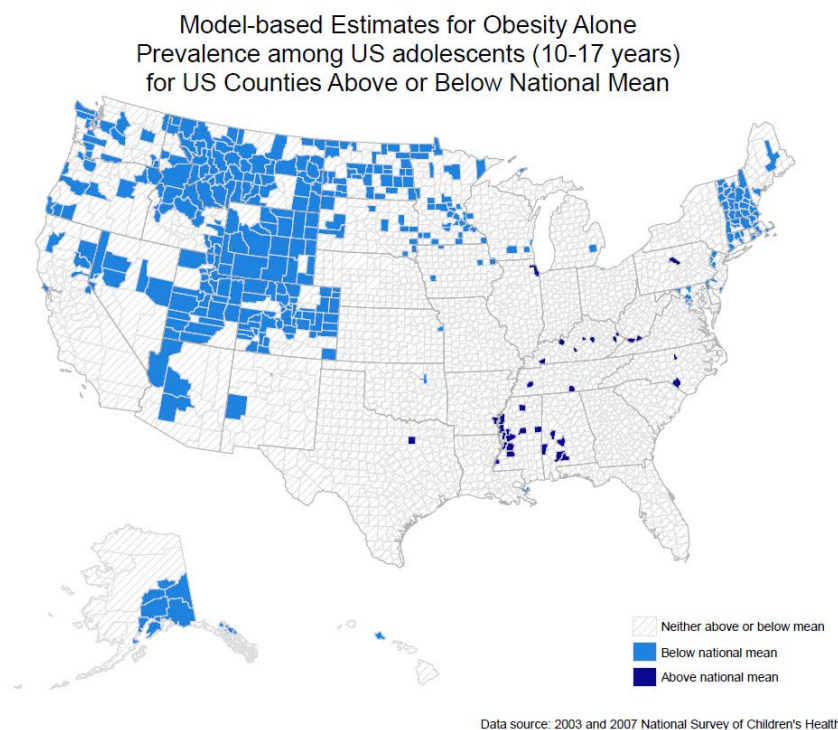 Model-based Estimates for Obesity Alone
Prevalence among US adolescents (10-17 years)
for US Counties Above or Below National Mean
Neither above or below mean
Below national mean
Above national mean
Data source: 2003 and 2007 National Survey of Children's Health